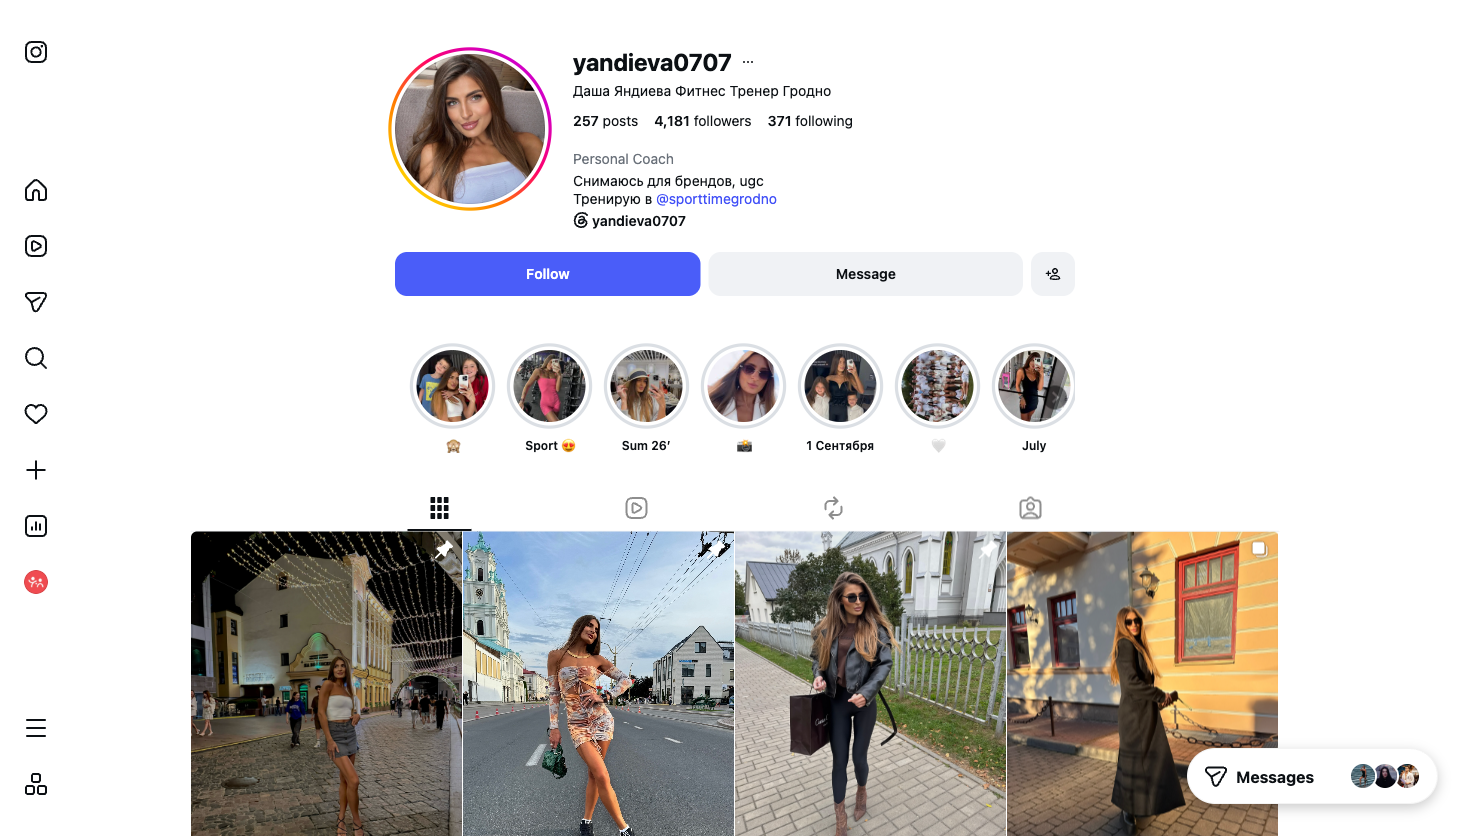 yandieva0707 ...
Даша Яндиева Фитнес Тренер Гродно
257 posts 4,181 followers 371 following
Personal Coach
Снимаюсь для брендов, ugc
Тренирую в @sporttimegrodno
yandieva0707
Follow Message
🙈 Sport 😍 Sum 26’ 📸 1 Сентября 🤍 July
Messages